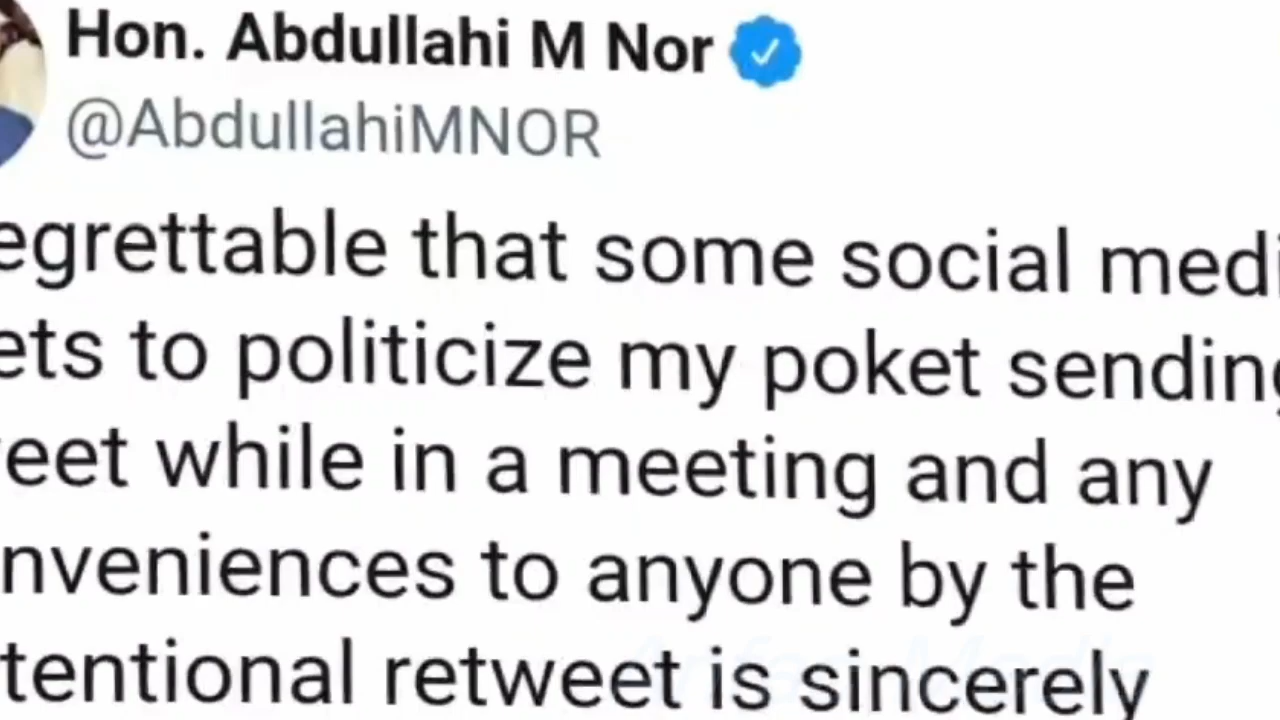 Hon. Abdullahi M Nor
@AbdullahiMNOR
egrettable that some social medi
ets to politicize my poket sending
eet while in a meeting and any
nveniences to anyone by the
tentional retweet is sincerely